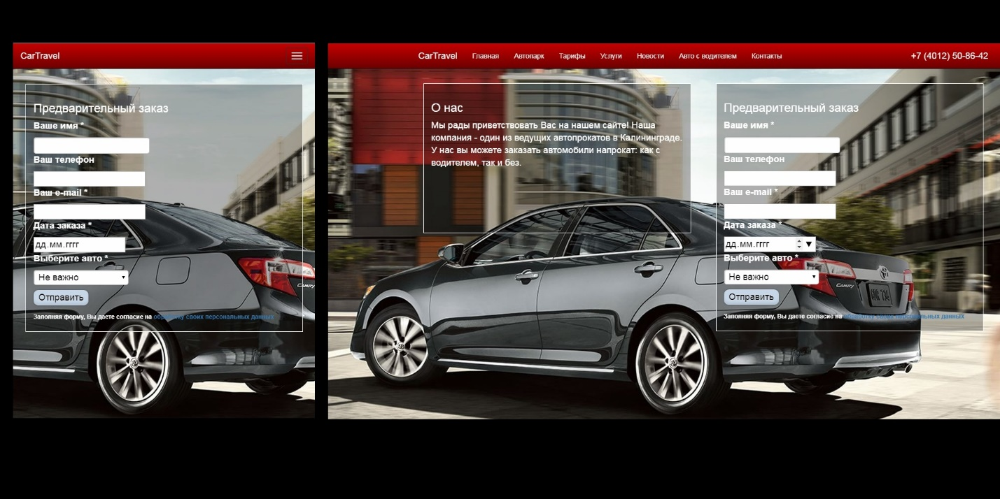 CarTravel
Предварительный заказ
Ваше имя *
Ваш телефон
Ваш e-mail *
Дата заказа *
дд.мм.гггг
Выберите авто *
Не важно
Отправить
Заполняя форму, Вы даете согласие на обработку своих персональных данных
CAMRY
CarTravel Главная Автопарк Тарифы Услуги Новости Авто с водителем Контакты +7 (4012) 50-86-42
О нас
Мы рады приветствовать Вас на нашем сайте! Наша
компания - один из ведущих автопрокатов в Калининграде.
У нас вы можете заказать автомобили напрокат: как с
водителем, так и без.
Предварительный заказ
Ваше имя *
Ваш телефон
Ваш e-mail *
Дата заказа *
дд.мм.гггг
Выберите авто *
Не важно
Отправить
Заполняя форму, Вы даете согласие на обработку своих персональных данных
CAMRY